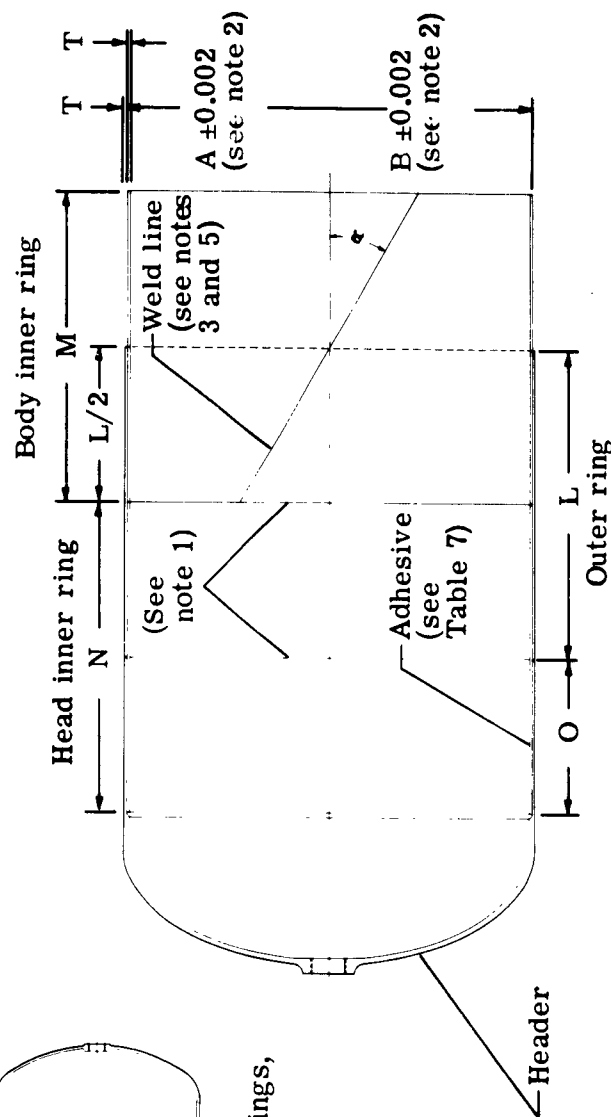 Body inner ring
M
L/2
Head inner ring
N
T
T
A ±0.002
(see note 2)
B ±0.002
(see note 2)
Weld line
(see notes
3 and 5)
α
(See
note 1)
Adhesive
(see
Table 7)
O
L
Outer ring
Header
ings,